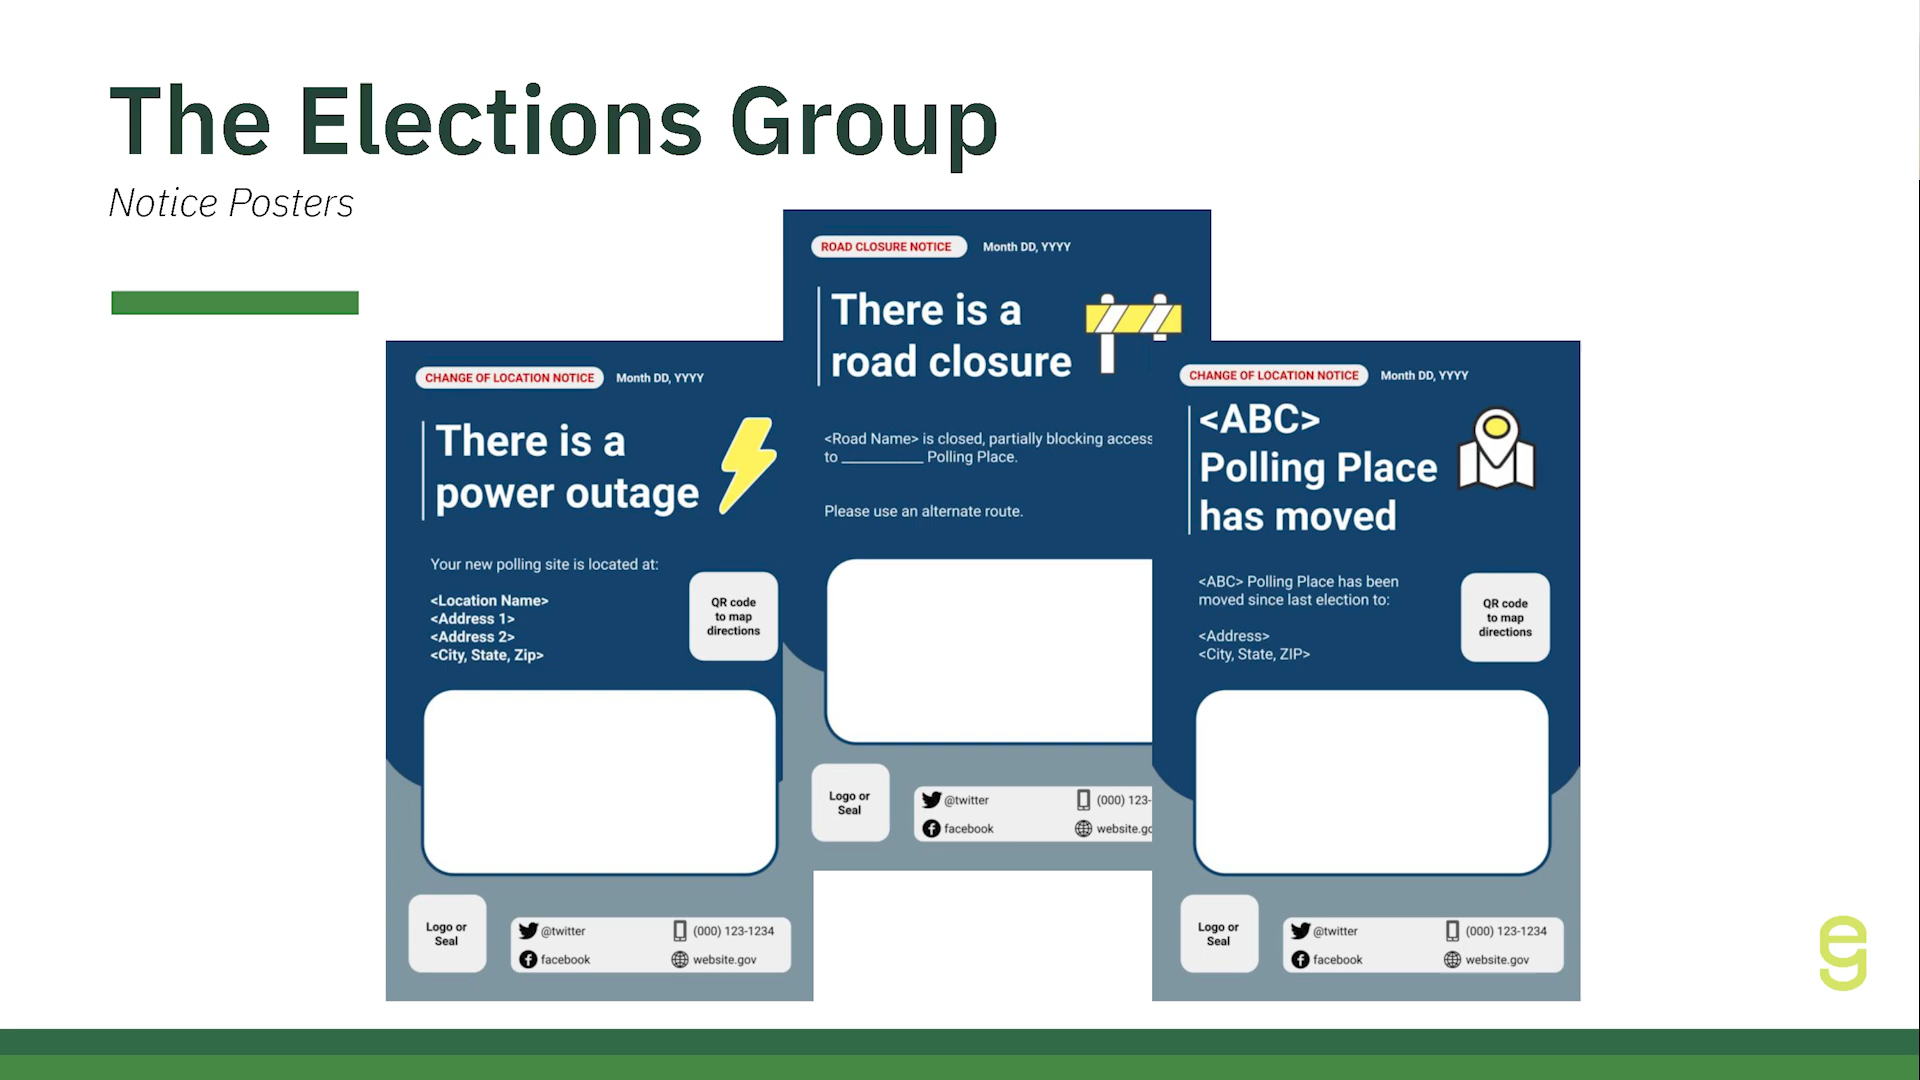 The Elections Group
Notice Posters
CHANGE OF LOCATION NOTICE Month DD, YYYY
There is a
power outage
Your new polling site is located at:
<Location Name>
<Address 1>
<Address 2>
<City, State, Zip>
QR code
to map
directions
Logo or
Seal
@twitter (000) 123-1234
facebook website.gov
ROAD CLOSURE NOTICE Month DD, YYYY
There is a
road closure
<Road Name> is closed, partially blocking access
to __________ Polling Place.
Please use an alternate route.
Logo or
Seal
@twitter (000) 123-
facebook website.go
CHANGE OF LOCATION NOTICE Month DD, YYYY
<ABC>
Polling Place
has moved
<ABC> Polling Place has been
moved since last election to:
<Address>
<City, State, ZIP>
QR code
to map
directions
Logo or
Seal
@twitter (000) 123-1234
facebook website.gov
eg